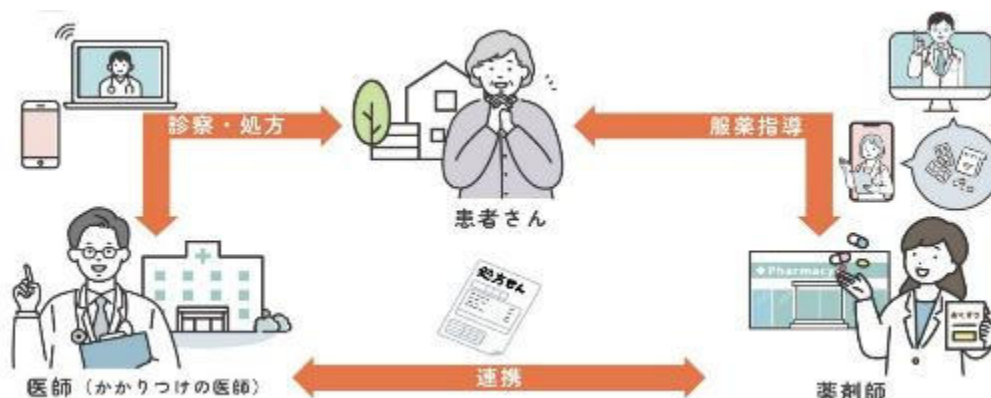 診察・処方
服薬指導
患者さん
処方せん
Pharmacy
おくすり
医師（かかりつけの医師）
連携
薬剤師